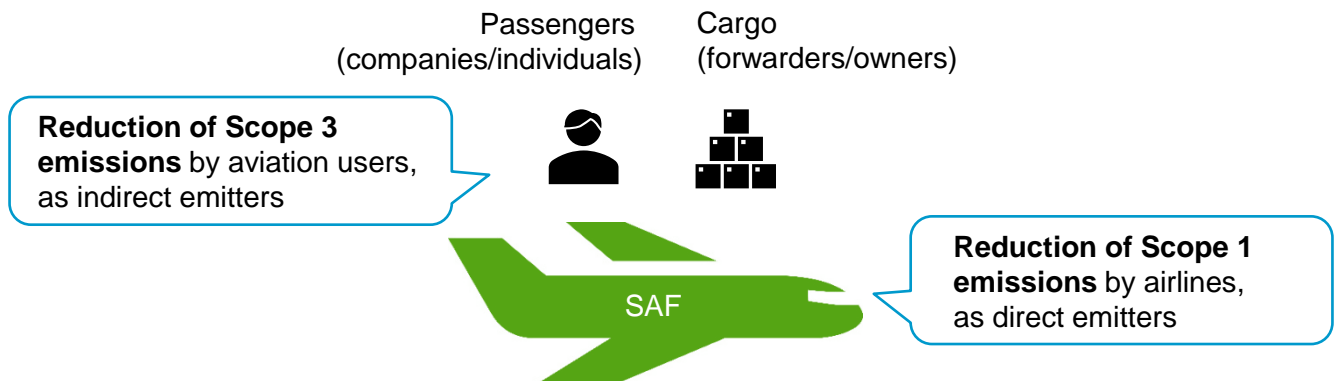 Passengers
(companies/individuals)
Cargo
(forwarders/owners)
Reduction of Scope 3
emissions by aviation users,
as indirect emitters
SAF
Reduction of Scope 1
emissions by airlines,
as direct emitters